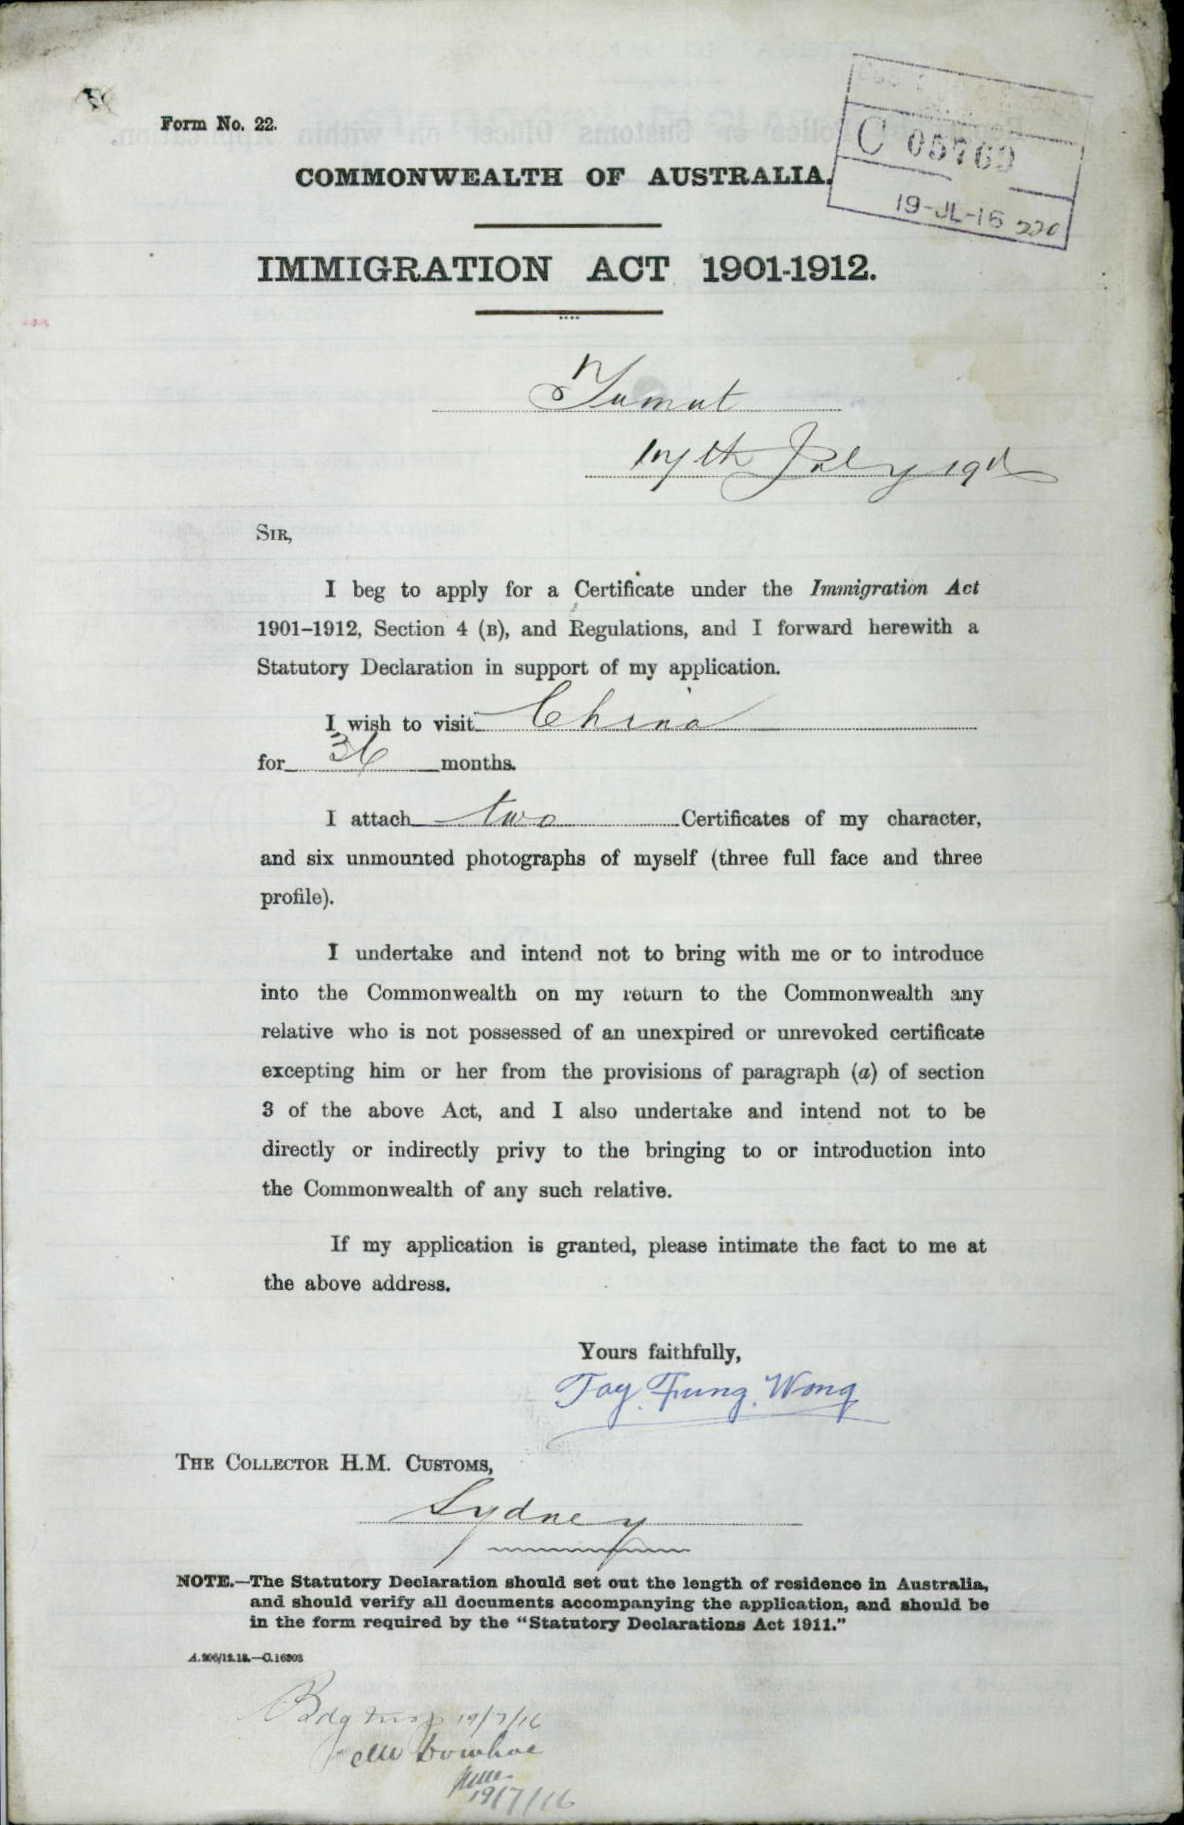 Form No. 22.
C 05769
19-JL-16 220
COMMONWEALTH OF AUSTRALIA.
IMMIGRATION ACT 1901-1912.
Tumut
17th July 19
SIR,
I beg to apply for a Certificate under the Immigration Act
1901–1912, Section 4 (B), and Regulations, and I forward herewith a
Statutory Declaration in support of my application.
I wish to visit China
for 36 months.
I attach two Certificates of my character,
and six unmounted photographs of myself (three full face and three
profile).
I undertake and intend not to bring with me or to introduce
into the Commonwealth on my return to the Commonwealth any
relative who is not possessed of an unexpired or unrevoked certificate
excepting him or her from the provisions of paragraph (a) of section
3 of the above Act, and I also undertake and intend not to be
directly or indirectly privy to the bringing to or introduction into
the Commonwealth of any such relative.
If my application is granted, please intimate the fact to me at
the above address.
Yours faithfully,
Tay Fung Wong
THE COLLECTOR H.M. CUSTOMS,
Sydney
NOTE.—The Statutory Declaration should set out the length of residence in Australia,
and should verify all documents accompanying the application, and should be
in the form required by the “Statutory Declarations Act 1911.”
19/7/16
19/7/16